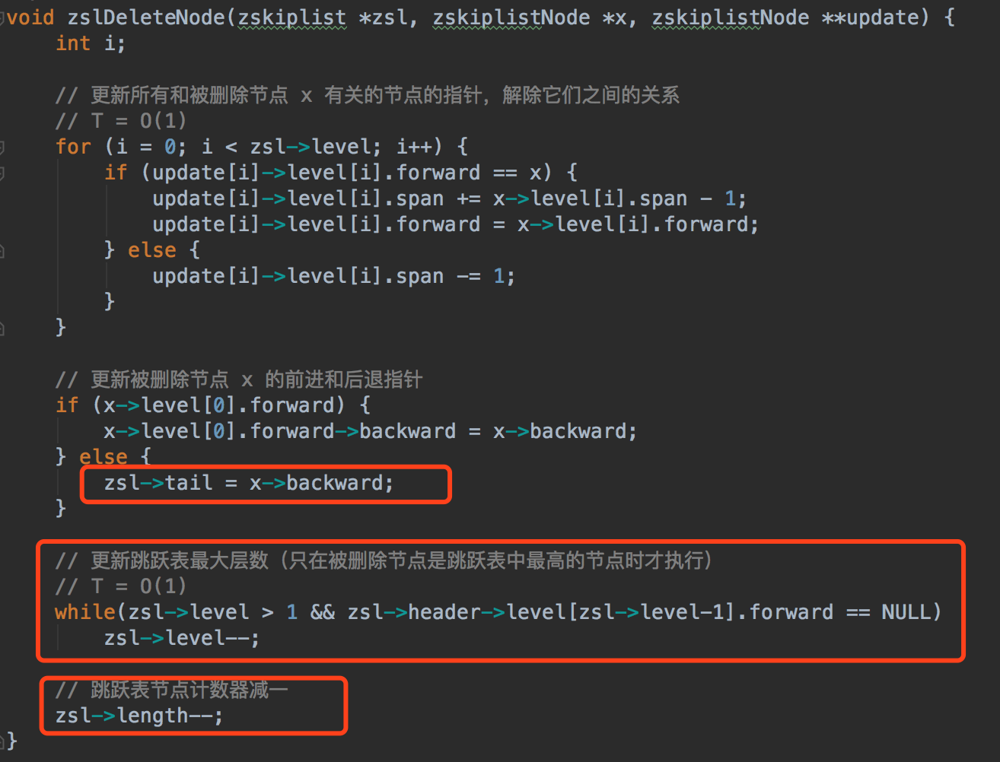 void zslDeleteNode(zskiplist *zsl, zskiplistNode *x, zskiplistNode **update) {
    int i;

    // 更新所有和被删除节点 x 有关的节点的指针，解除它们之间的关系
    // T = O(1)
    for (i = 0; i < zsl->level; i++) {
        if (update[i]->level[i].forward == x) {
            update[i]->level[i].span += x->level[i].span - 1;
            update[i]->level[i].forward = x->level[i].forward;
        } else {
            update[i]->level[i].span -= 1;
        }
    }

    // 更新被删除节点 x 的前进和后退指针
    if (x->level[0].forward) {
        x->level[0].forward->backward = x->backward;
    } else {
        zsl->tail = x->backward;
    }

    // 更新跳跃表最大层数（只在被删除节点是跳跃表中最高的节点时才执行）
    // T = O(1)
    while(zsl->level > 1 && zsl->header->level[zsl->level-1].forward == NULL)
        zsl->level--;

    // 跳跃表节点计数器减一
    zsl->length--;
}